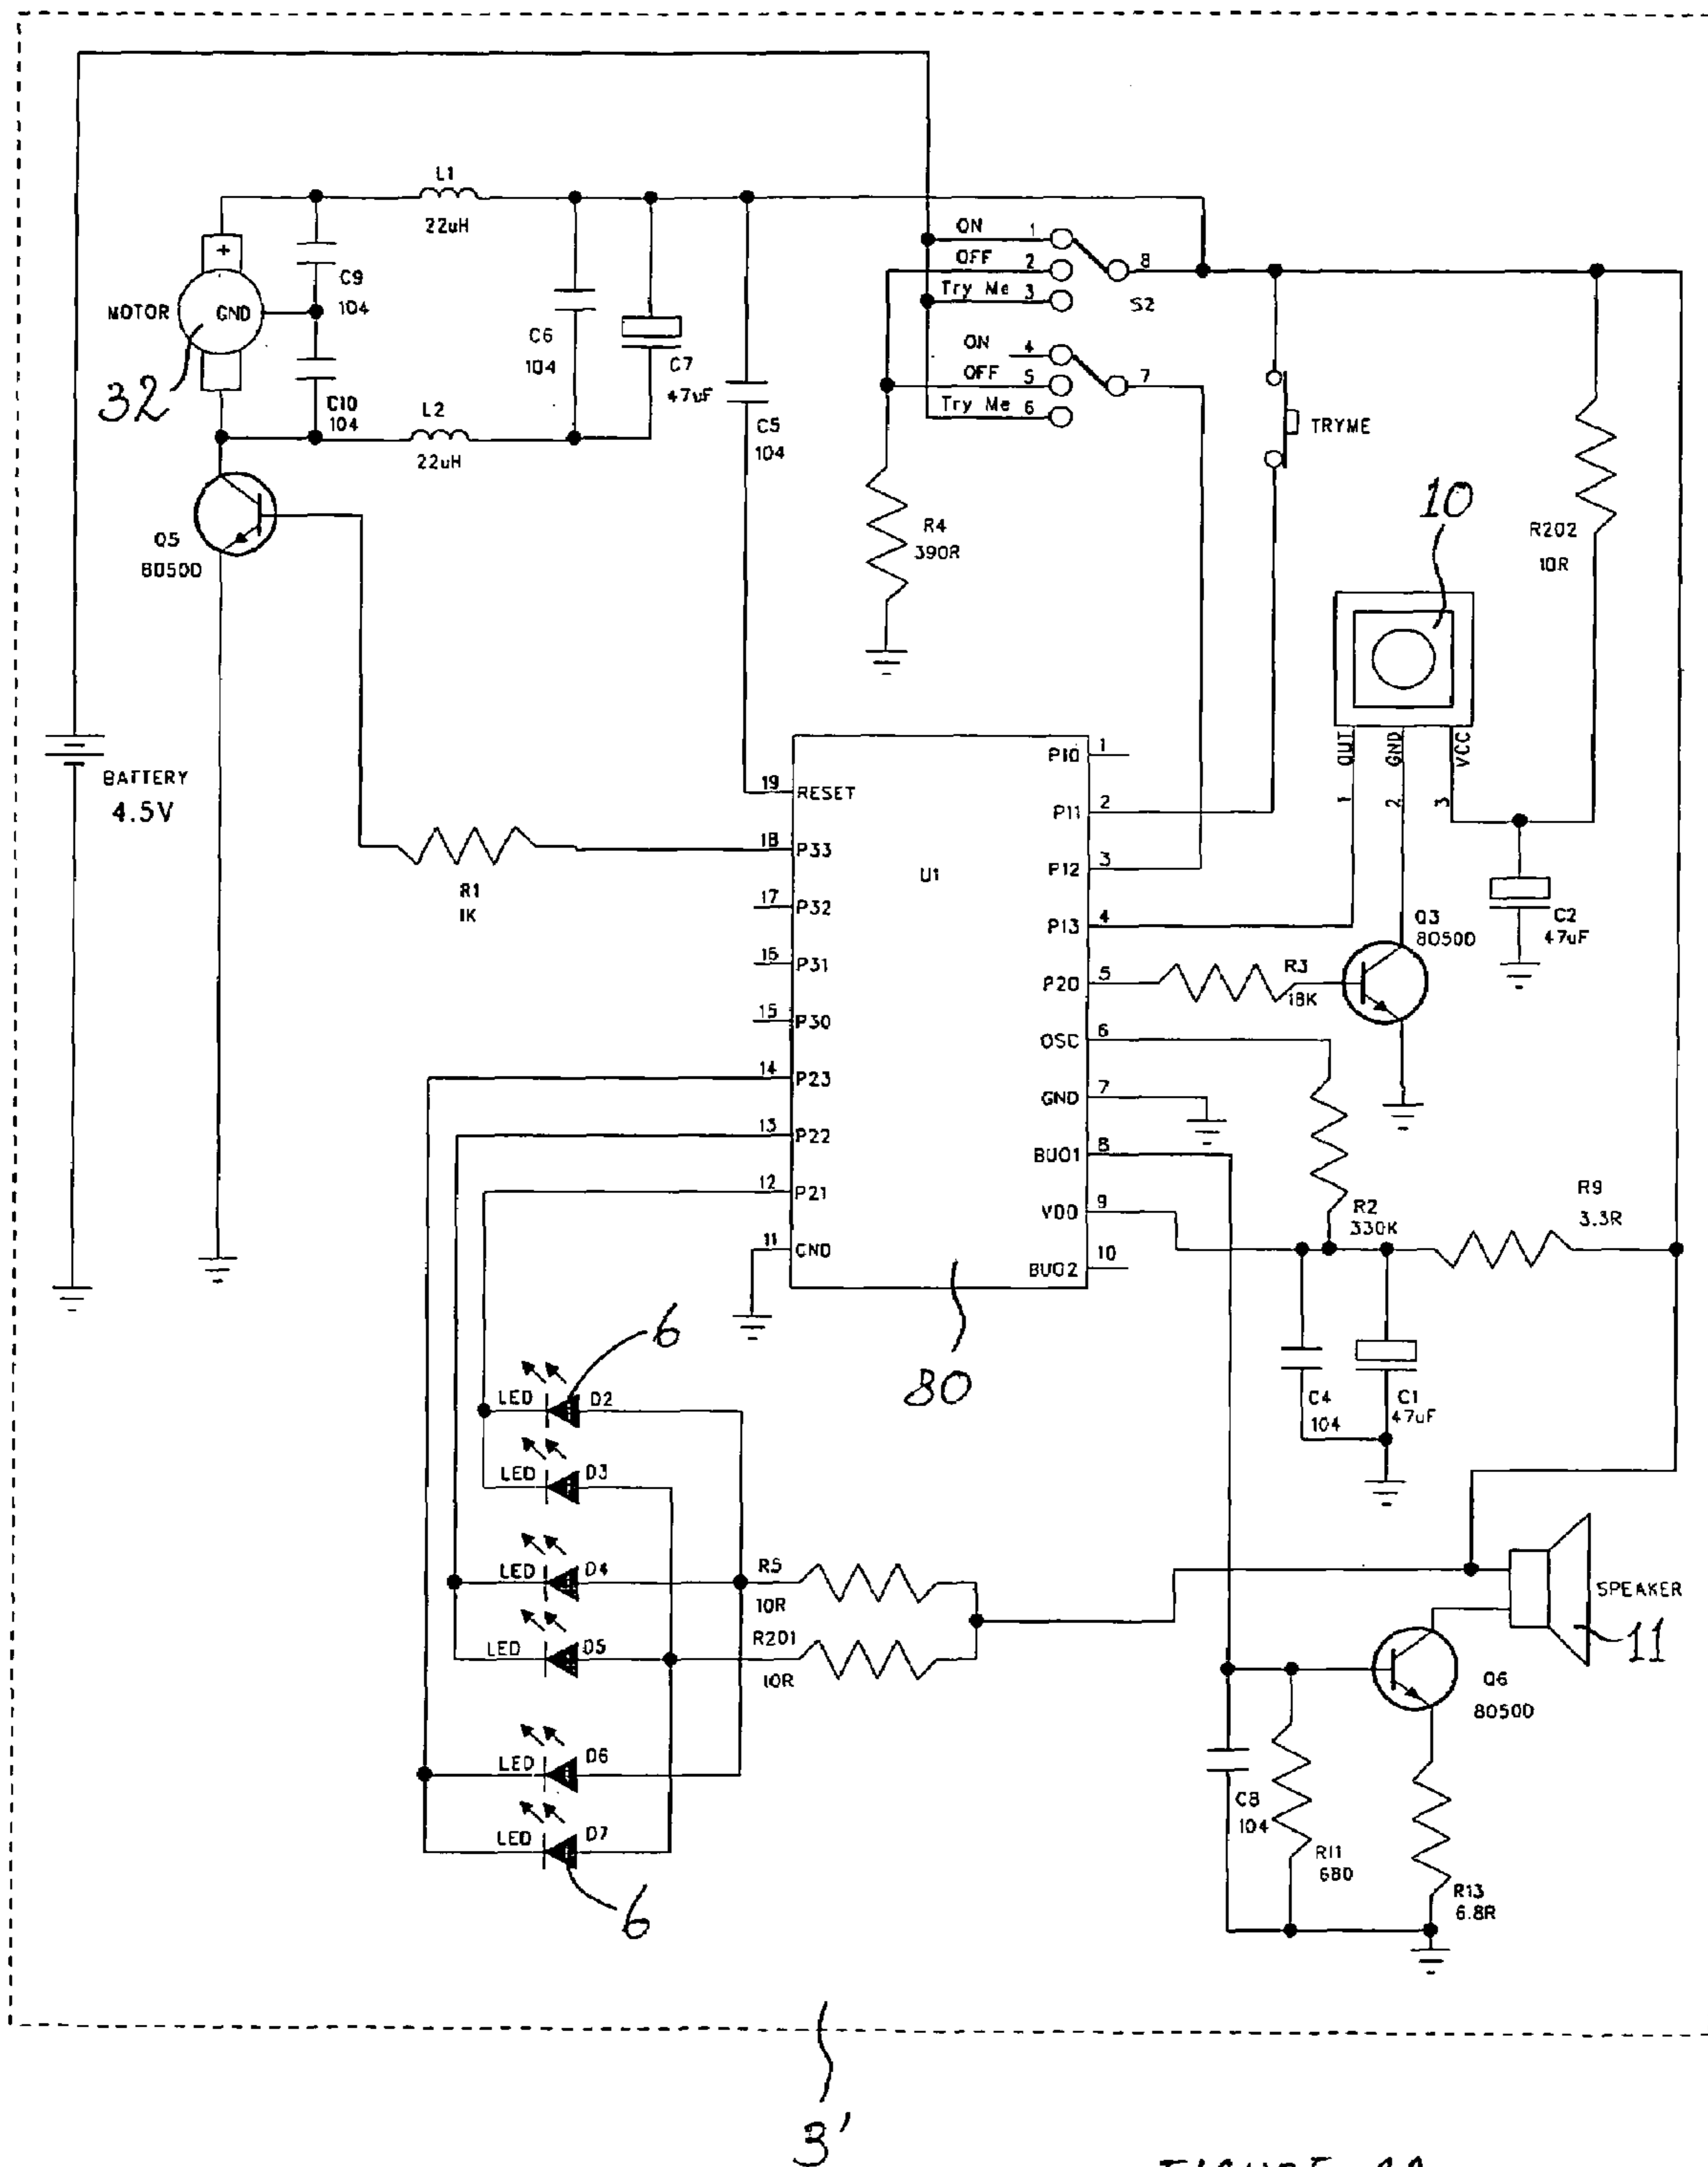 L1
22uH
ON 1
OFF 2
8
Try Me 3
S2
+
C9
104
MOTOR
GND
C6
104
C7
47uF
ON 4
OFF 5
7
Try Me 6
32
C10
104
L2
22uH
C5
104
TRYME
10
R4
390R
R202
10R
Q5
8050D
OUT
GND
VCC
1
2
3
BATTERY
4.5V
P10 1
19 RESET
P11 2
18 P33
U1
P12 3
R1
1K
17 P32
P13 4
Q3
8050D
C2
47uF
16 P31
P20 5
R3
18K
15 P30
OSC 6
14 P23
GND 7
13 P22
BUO1 8
12 P21
VDD 9
R2
330K
R9
3.3R
11 GND
BUO2 10
6
80
C4
104
C1
47uF
LED D2
LED D3
LED D4
R5
10R
SPEAKER
11
LED D5
R201
10R
Q6
8050D
LED D6
C8
104
LED D7
R11
680
6
R13
6.8R
3'